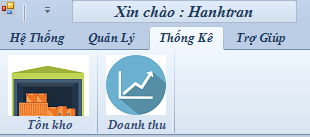 Xin chào : Hanhtran
Hệ Thống Quản Lý Thống Kê Trợ Giúp
Tồn kho Doanh thu